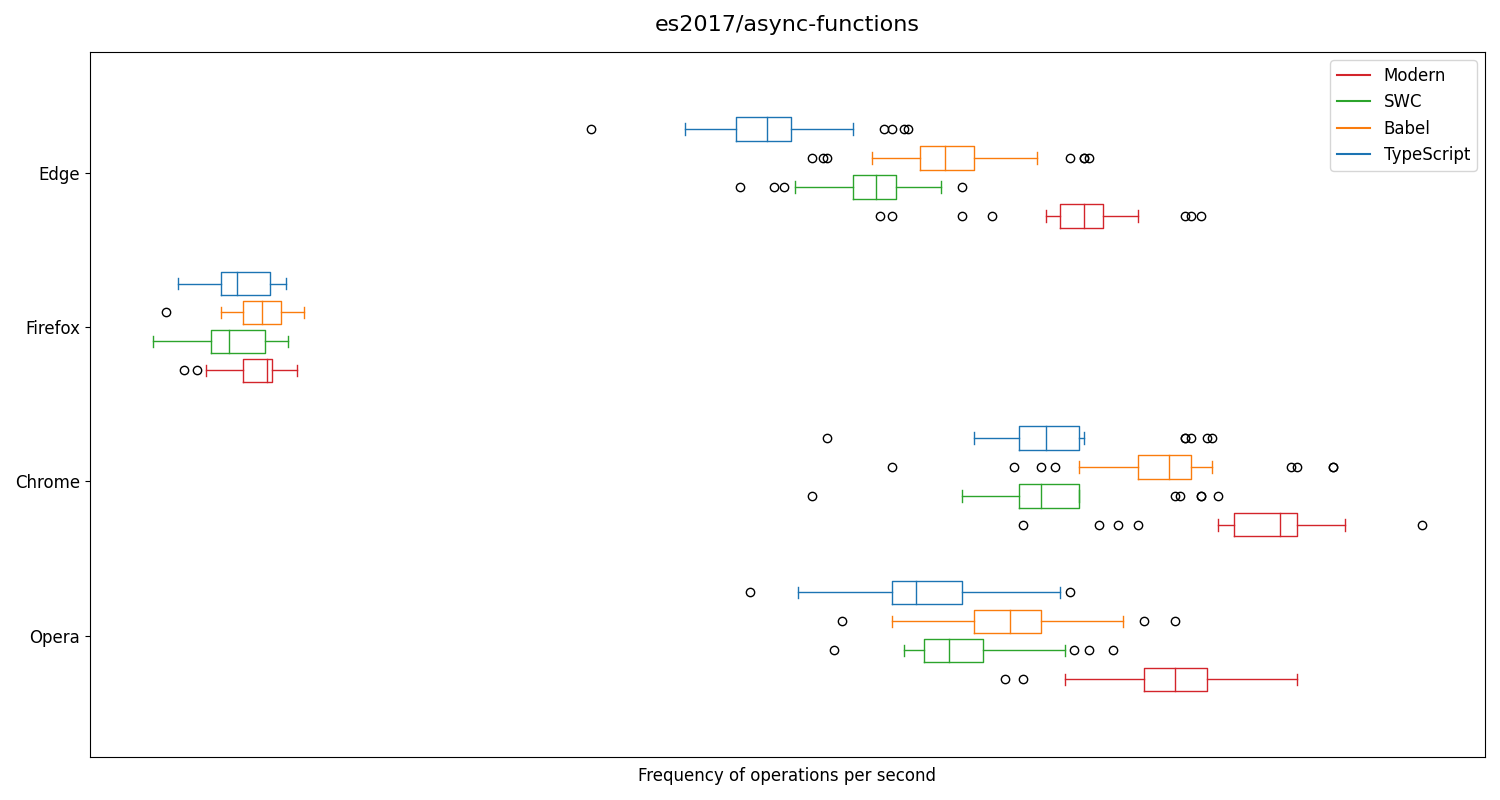 es2017/async-functions
Modern
SWC
Babel
TypeScript
Edge
Firefox
Chrome
Opera
Frequency of operations per second